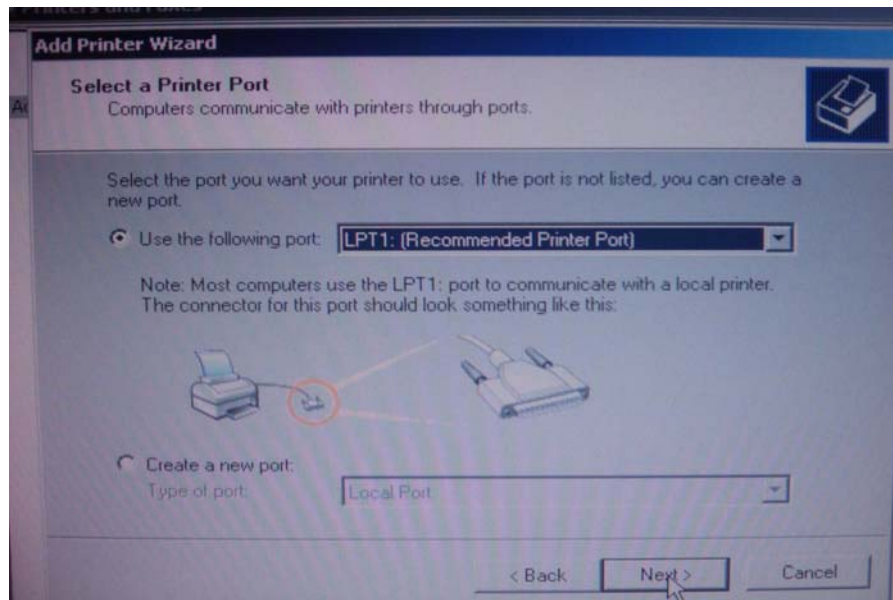 Printers and Faxes
Add Printer Wizard
Select a Printer Port
Computers communicate with printers through ports.
Select the port you want your printer to use. If the port is not listed, you can create a
new port.
Use the following port: LPT1: (Recommended Printer Port)
Note: Most computers use the LPT1: port to communicate with a local printer.
The connector for this port should look something like this:
Create a new port:
Type of port: Local Port
< Back Next > Cancel